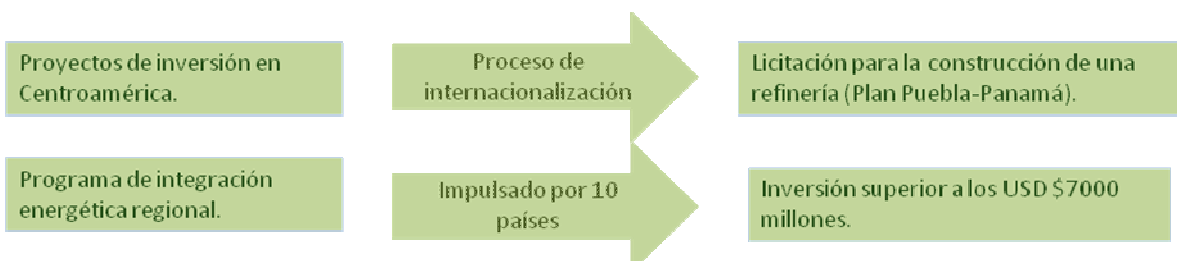 Proyectos de inversión en
Centroamérica.
Proceso de
internacionalización
Licitación para la construcción de una
refinería (Plan Puebla-Panamá).
Programa de integración
energética regional.
Impulsado por 10
países
Inversión superior a los USD $7000
millones.